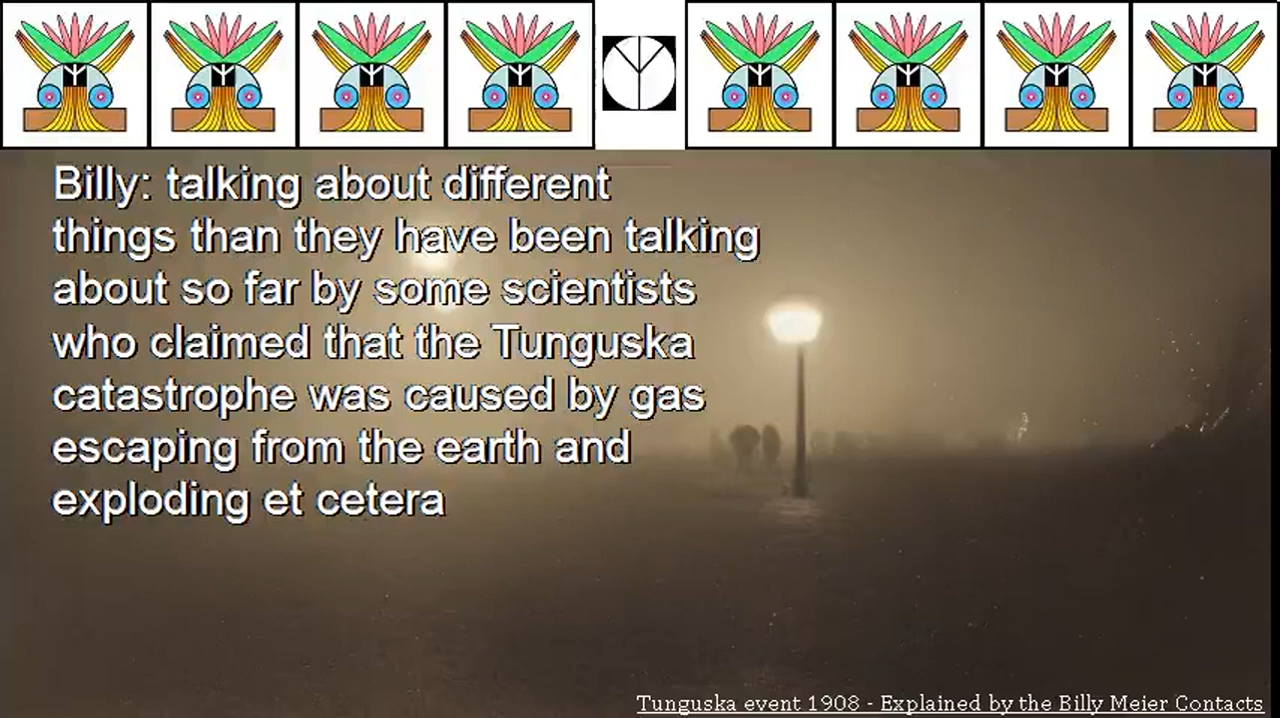 Billy: talking about different
things than they have been talking
about so far by some scientists
who claimed that the Tunguska
catastrophe was caused by gas
escaping from the earth and
exploding et cetera
Tunguska event 1908 - Explained by the Billy Meier Contacts